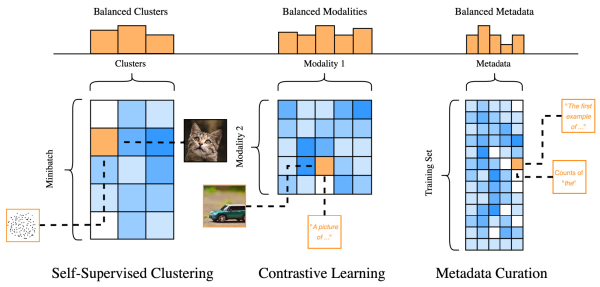 Balanced Clusters
Balanced Modalities
Balanced Metadata
Clusters
Modality 1
Metadata
Minibatch
Modality 2
Training Set
"The first
example
of ..."
Counts of
"the"
"A picture
of ..."
Self-Supervised Clustering
Contrastive Learning
Metadata Curation